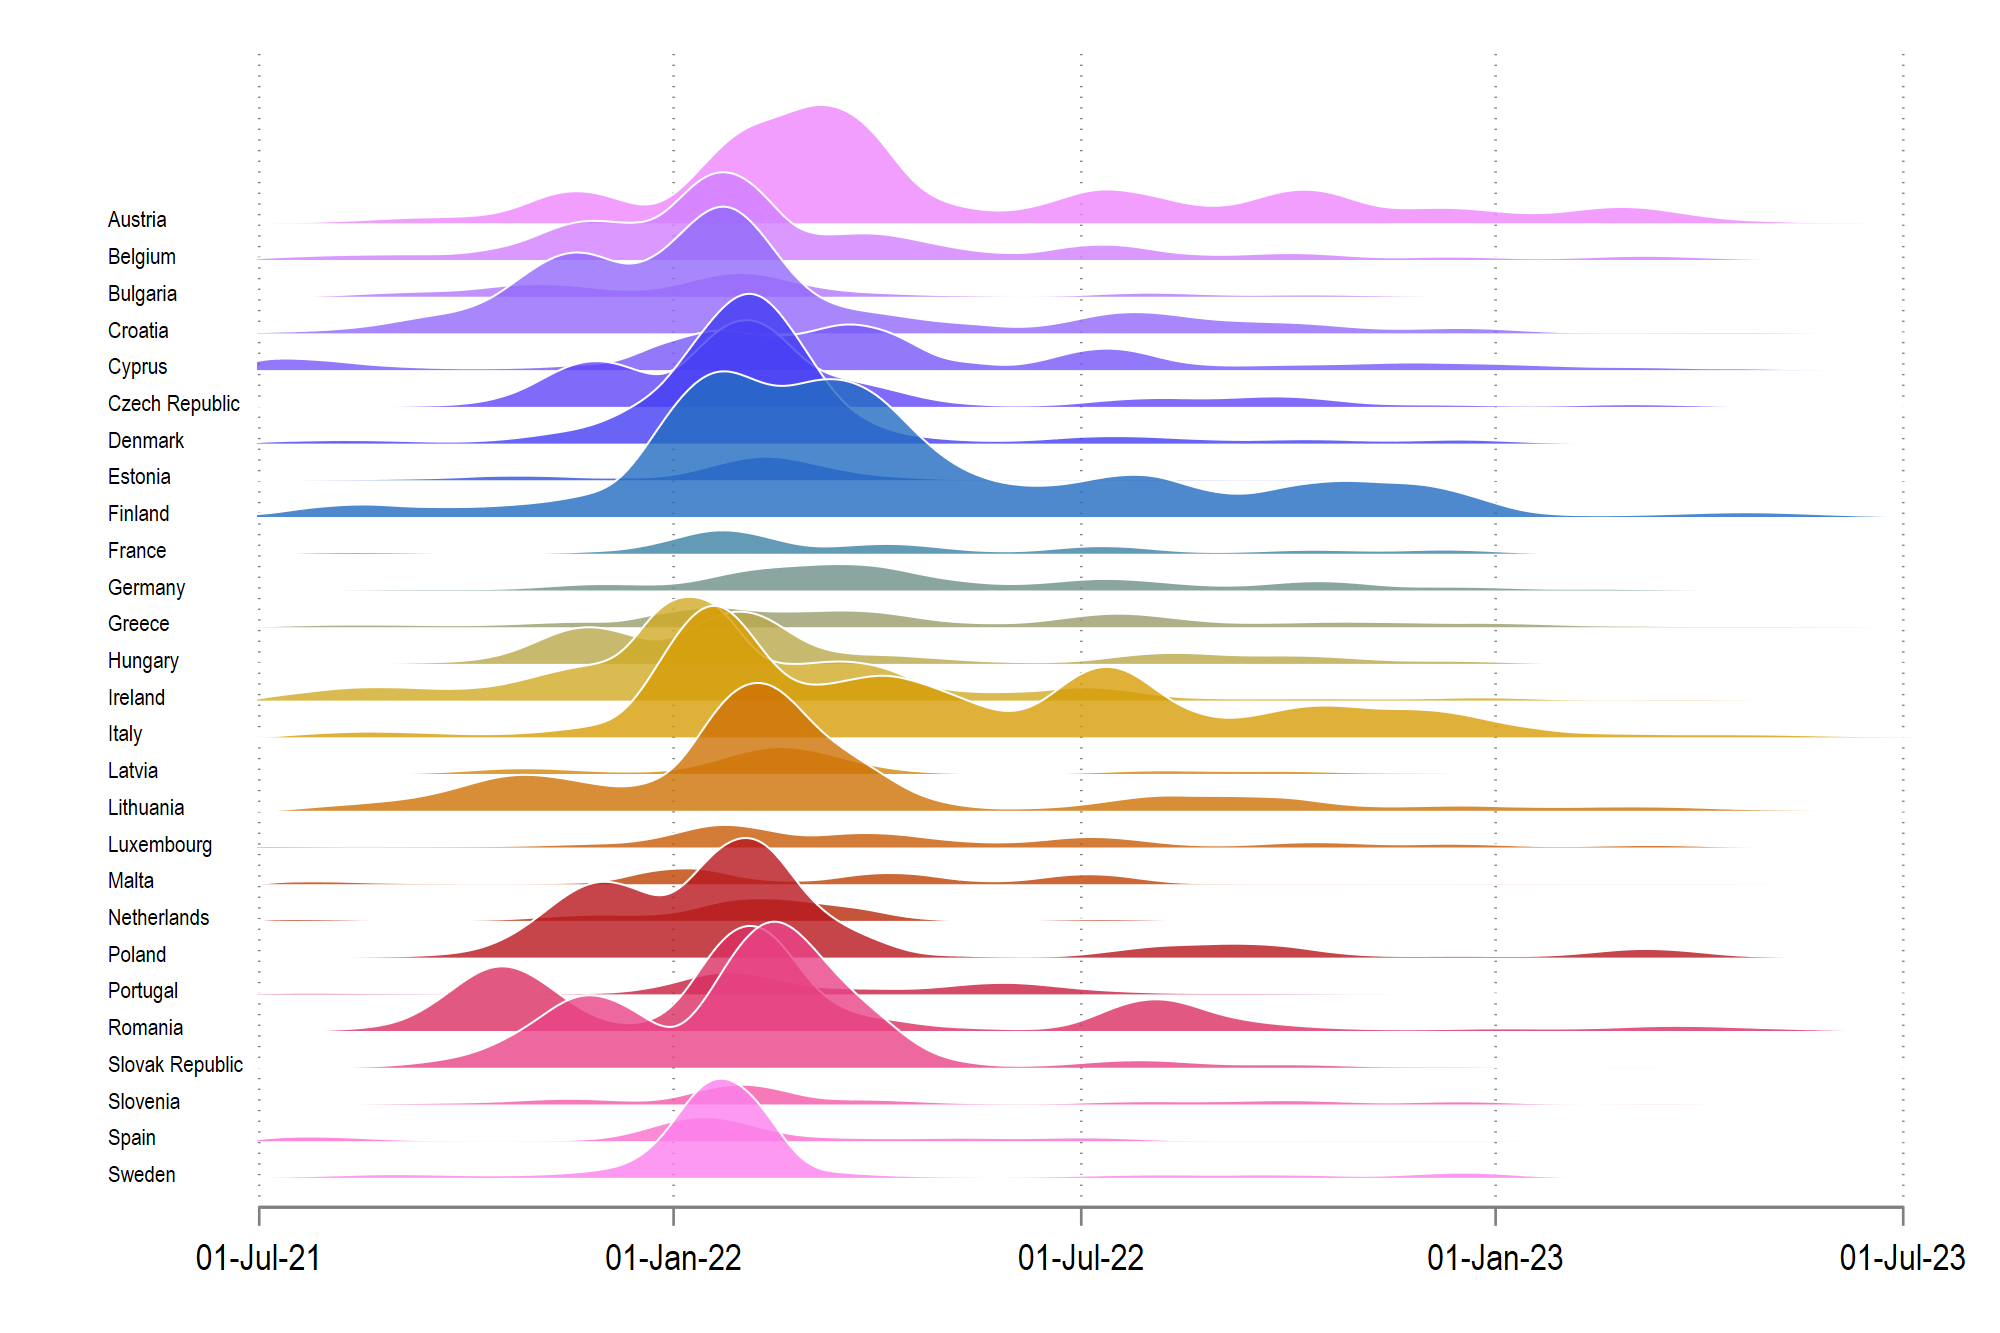 Austria
Belgium
Bulgaria
Croatia
Cyprus
Czech Republic
Denmark
Estonia
Finland
France
Germany
Greece
Hungary
Ireland
Italy
Latvia
Lithuania
Luxembourg
Malta
Netherlands
Poland
Portugal
Romania
Slovak Republic
Slovenia
Spain
Sweden
01-Jul-21 01-Jan-22 01-Jul-22 01-Jan-23 01-Jul-23